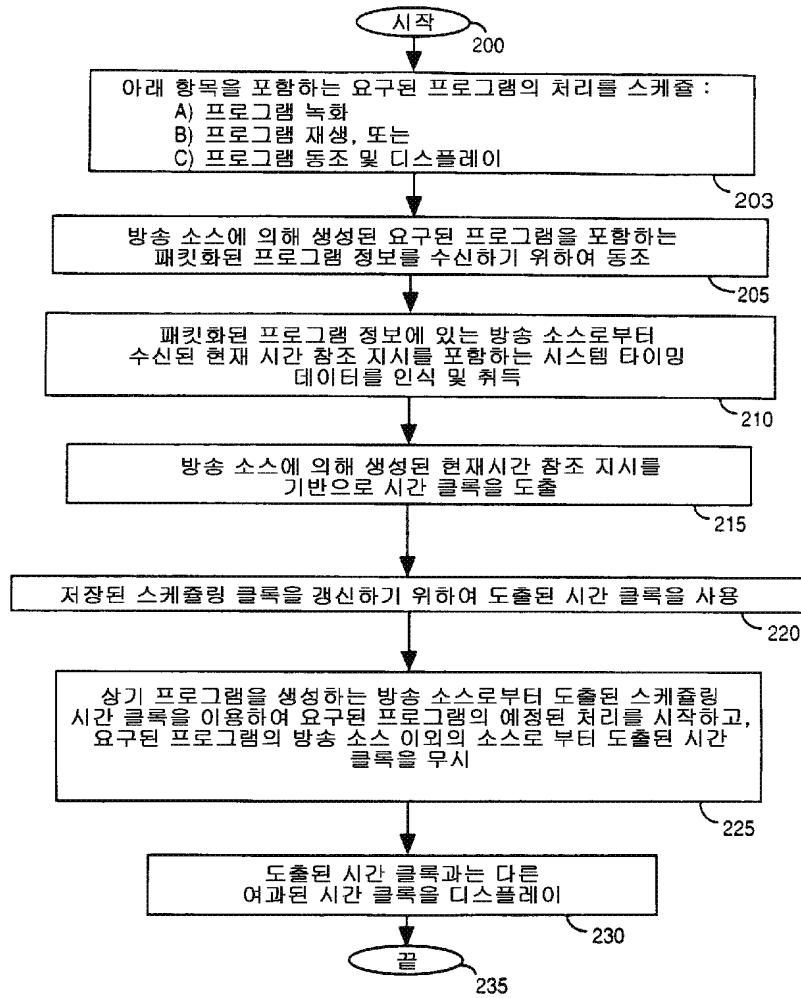 시작
200
아래 항목을 포함하는 요구된 프로그램의 처리를 스케쥴 :
A) 프로그램 녹화
B) 프로그램 재생, 또는
C) 프로그램 동조 및 디스플레이
203
방송 소스에 의해 생성된 요구된 프로그램을 포함하는
패킷화된 프로그램 정보를 수신하기 위하여 동조
205
패킷화된 프로그램 정보에 있는 방송 소스로부터
수신된 현재 시간 참조 지시를 포함하는 시스템 타이밍
데이터를 인식 및 취득
210
방송 소스에 의해 생성된 현재시간 참조 지시를
기반으로 시간 클록을 도출
215
저장된 스케쥴링 클록을 갱신하기 위하여 도출된 시간 클록을 사용
220
상기 프로그램을 생성하는 방송 소스로부터 도출된 스케쥴링
시간 클록을 이용하여 요구된 프로그램의 예정된 처리를 시작하고,
요구된 프로그램의 방송 소스 이외의 소스로 부터 도출된 시간
클록을 무시
225
도출된 시간 클록과는 다른
여과된 시간 클록을 디스플레이
230
끝
235